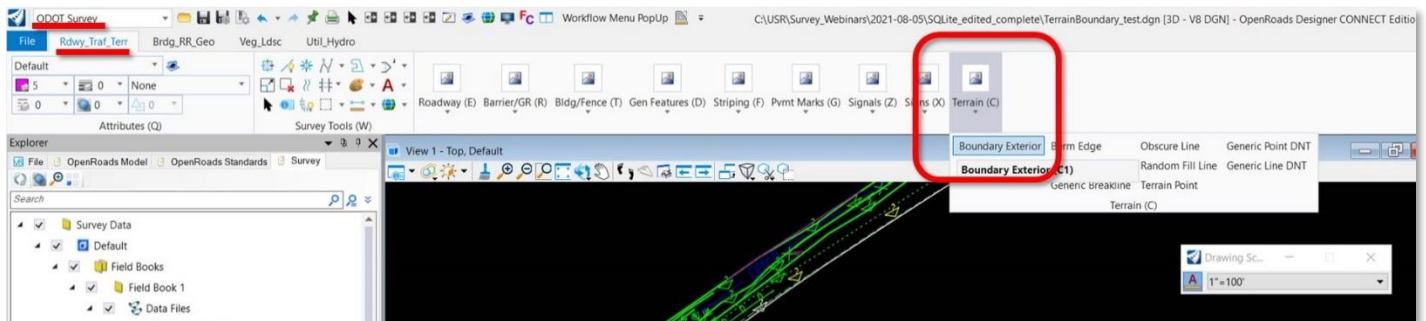 ODOT Survey
Workflow Menu PopUp
C:\USR\Survey_Webinars\2021-08-05\SQLite_edited_complete\TerrainBoundary_test.dgn [3D - V8 DGN] - OpenRoads Designer CONNECT Editio
File Rdwy_Traf_Terr Brdg_RR_Geo Veg_Ldsc Util_Hydro
Default
5 0 None
0 0 0
Attributes (Q) Survey Tools (W)
Roadway (E) Barrier/GR (R) Bldg/Fence (T) Gen Features (D) Striping (F) Pvmt Marks (G) Signals (Z) Signs (X) Terrain (C)
Boundary Exterior Berm Edge Obscure Line Generic Point DNT
Boundary Exterior (C1) Random Fill Line Generic Line DNT
Generic Breakline Terrain Point
Terrain (C)
Explorer
File OpenRoads Model OpenRoads Standards Survey
Search
Survey Data
Default
Field Books
Field Book 1
Data Files
View 1 - Top, Default
Drawing Sc...
1"=100'